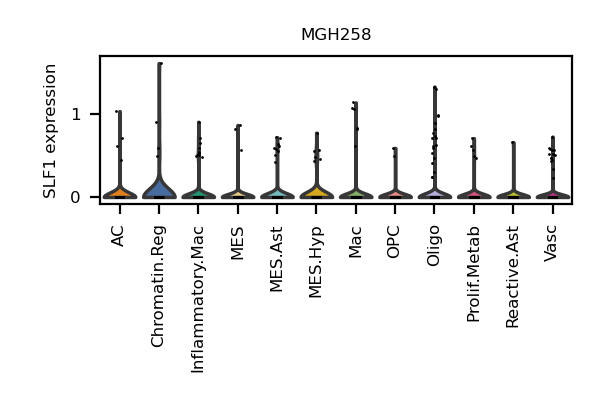 MGH258
SLF1 expression
1
0
AC
Chromatin.Reg
Inflammatory.Mac
MES
MES.Ast
MES.Hyp
Mac
OPC
Oligo
Prolif.Metab
Reactive.Ast
Vasc